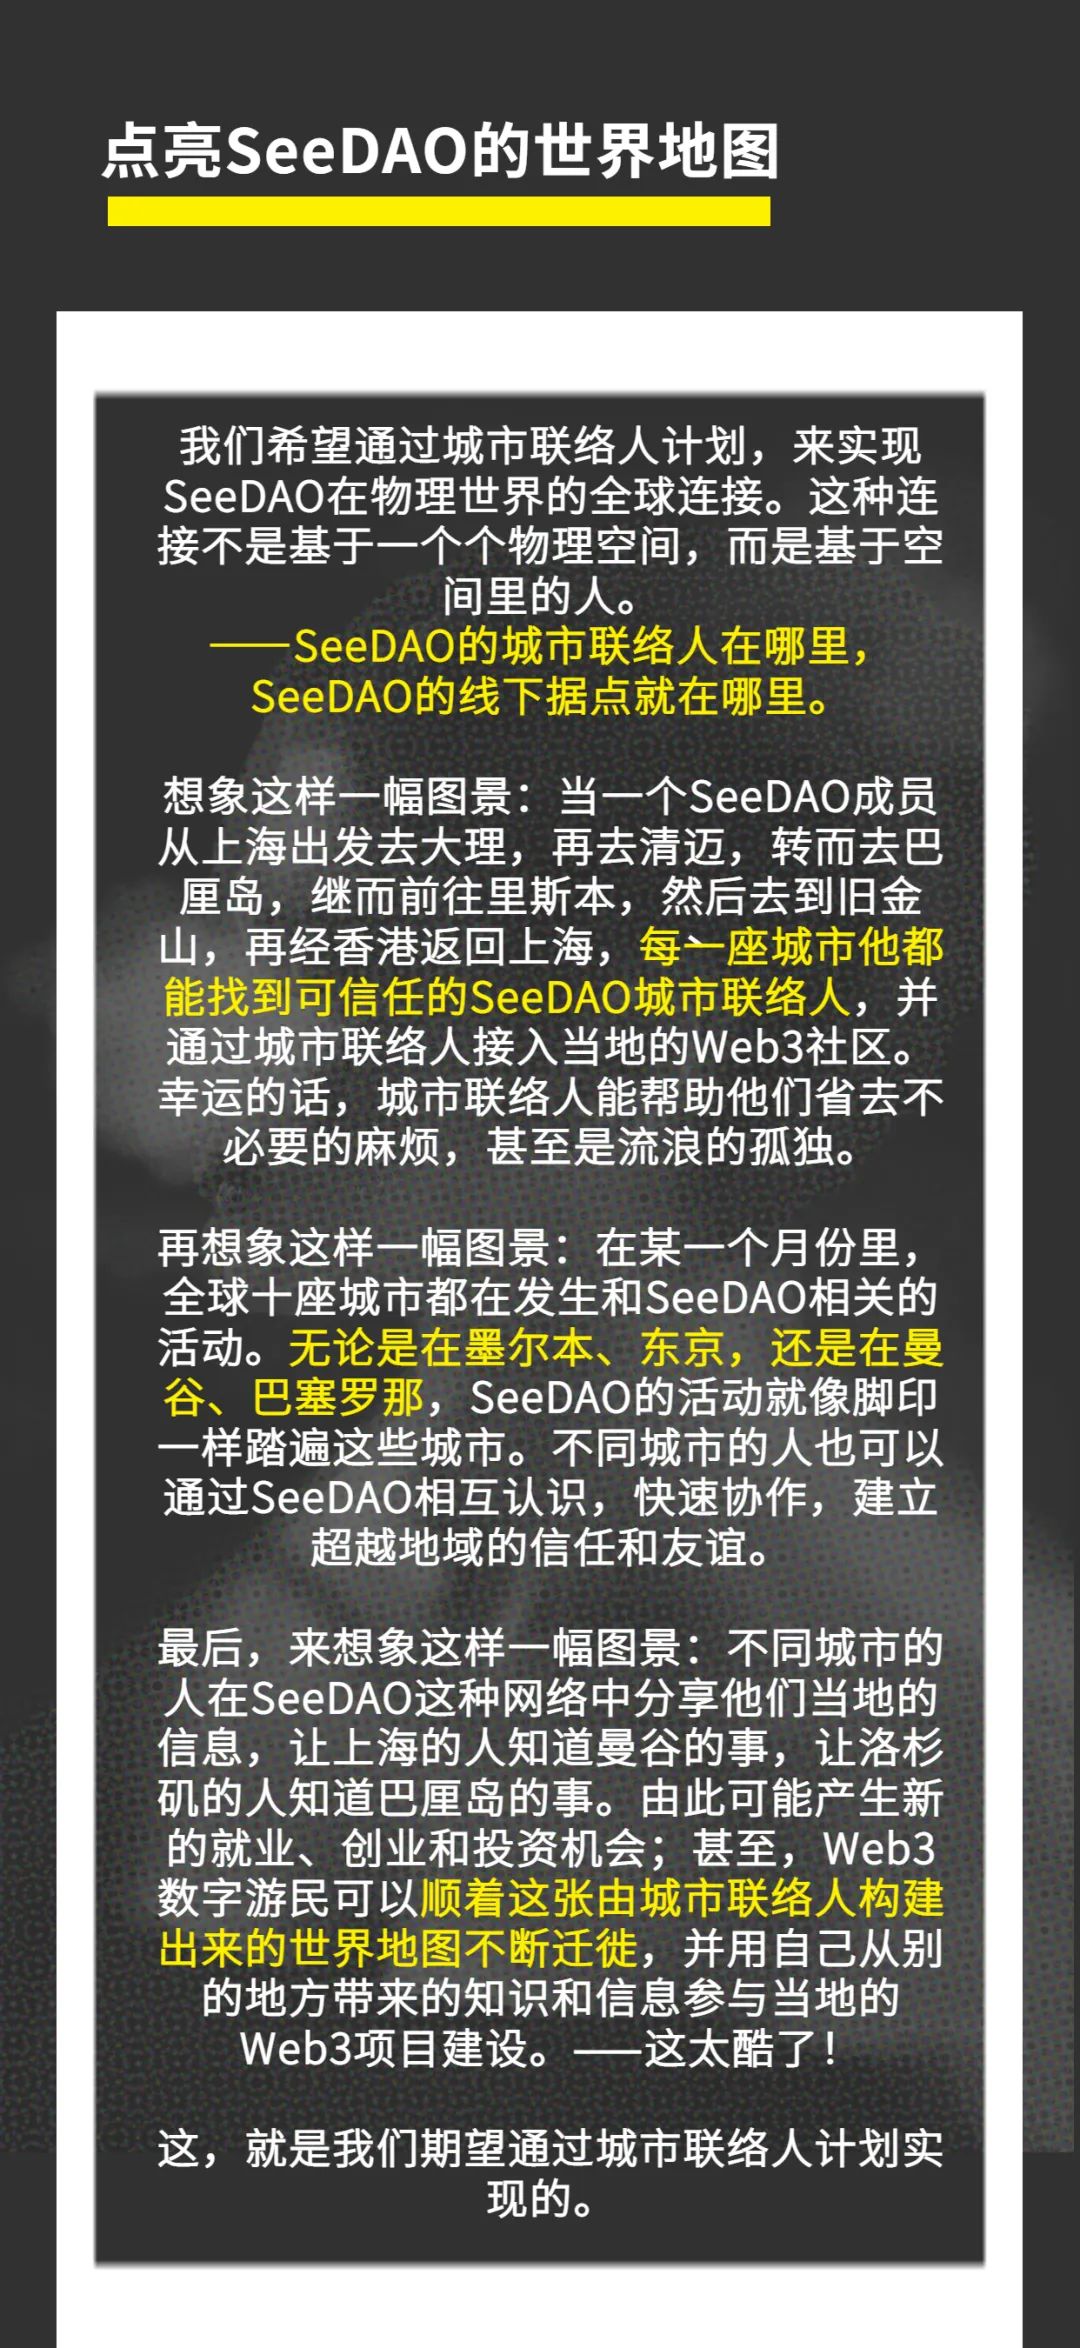 点亮SeeDAO的世界地图
我们希望通过城市联络人计划，来实现
SeeDAO在物理世界的全球连接。这种连
接不是基于一个个物理空间，而是基于空
间里的人。
——SeeDAO的城市联络人在哪里，
SeeDAO的线下据点就在哪里。
想象这样一幅图景：当一个SeeDAO成员
从上海出发去大理，再去清迈，转而去巴
厘岛，继而前往里斯本，然后去到旧金
山，再经香港返回上海，每一座城市他都
能找到可信任的SeeDAO城市联络人，并
通过城市联络人接入当地的Web3社区。
幸运的话，城市联络人能帮助他们省去不
必要的麻烦，甚至是流浪的孤独。
再想象这样一幅图景：在某一个月份里，
全球十座城市都在发生和SeeDAO相关的
活动。无论是在墨尔本、东京，还是在曼
谷、巴塞罗那，SeeDAO的活动就像脚印
一样踏遍这些城市。不同城市的人也可以
通过SeeDAO相互认识，快速协作，建立
超越地域的信任和友谊。
最后，来想象这样一幅图景：不同城市的
人在SeeDAO这种网络中分享他们当地的
信息，让上海的人知道曼谷的事，让洛杉
矶的人知道巴厘岛的事。由此可能产生新
的就业、创业和投资机会；甚至，Web3
数字游民可以顺着这张由城市联络人构建
出来的世界地图不断迁徙，并用自己从别
的地方带来的知识和信息参与当地的
Web3项目建设。——这太酷了！
这，就是我们期望通过城市联络人计划实
现的。